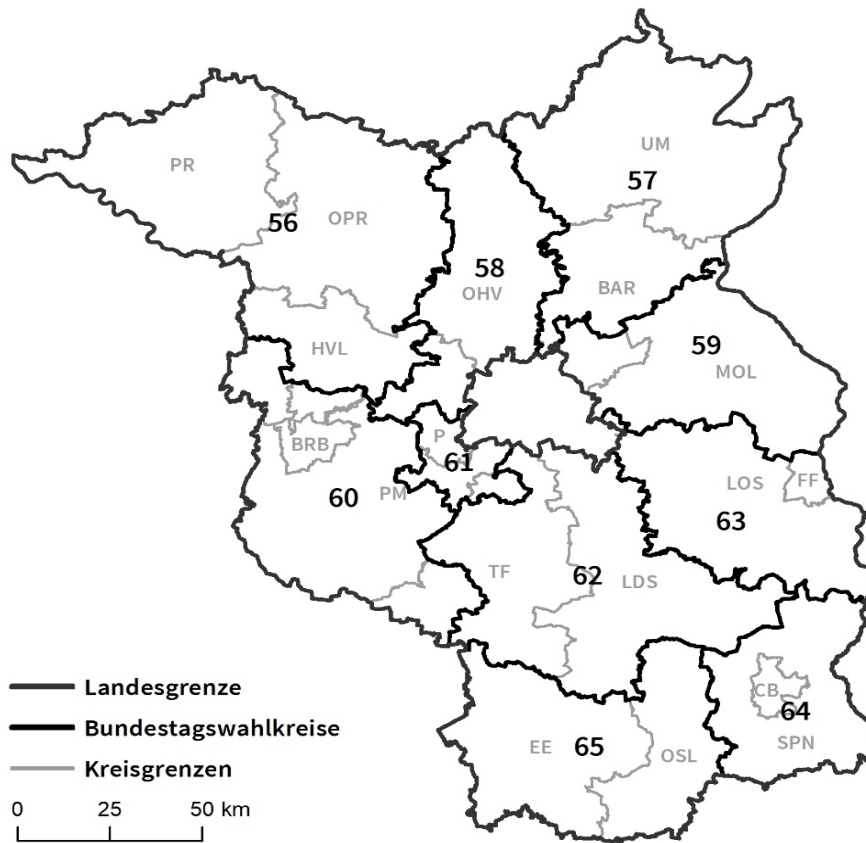 UM
PR
57
OPR
56
58
OHV
BAR
59
HVL
MOL
P
BRB
61
LOS
FF
PM
60
63
TF
62
LDS
Landesgrenze
CB
64
Bundestagswahlkreise
SPN
EE
65
OSL
Kreisgrenzen
0 25 50 km